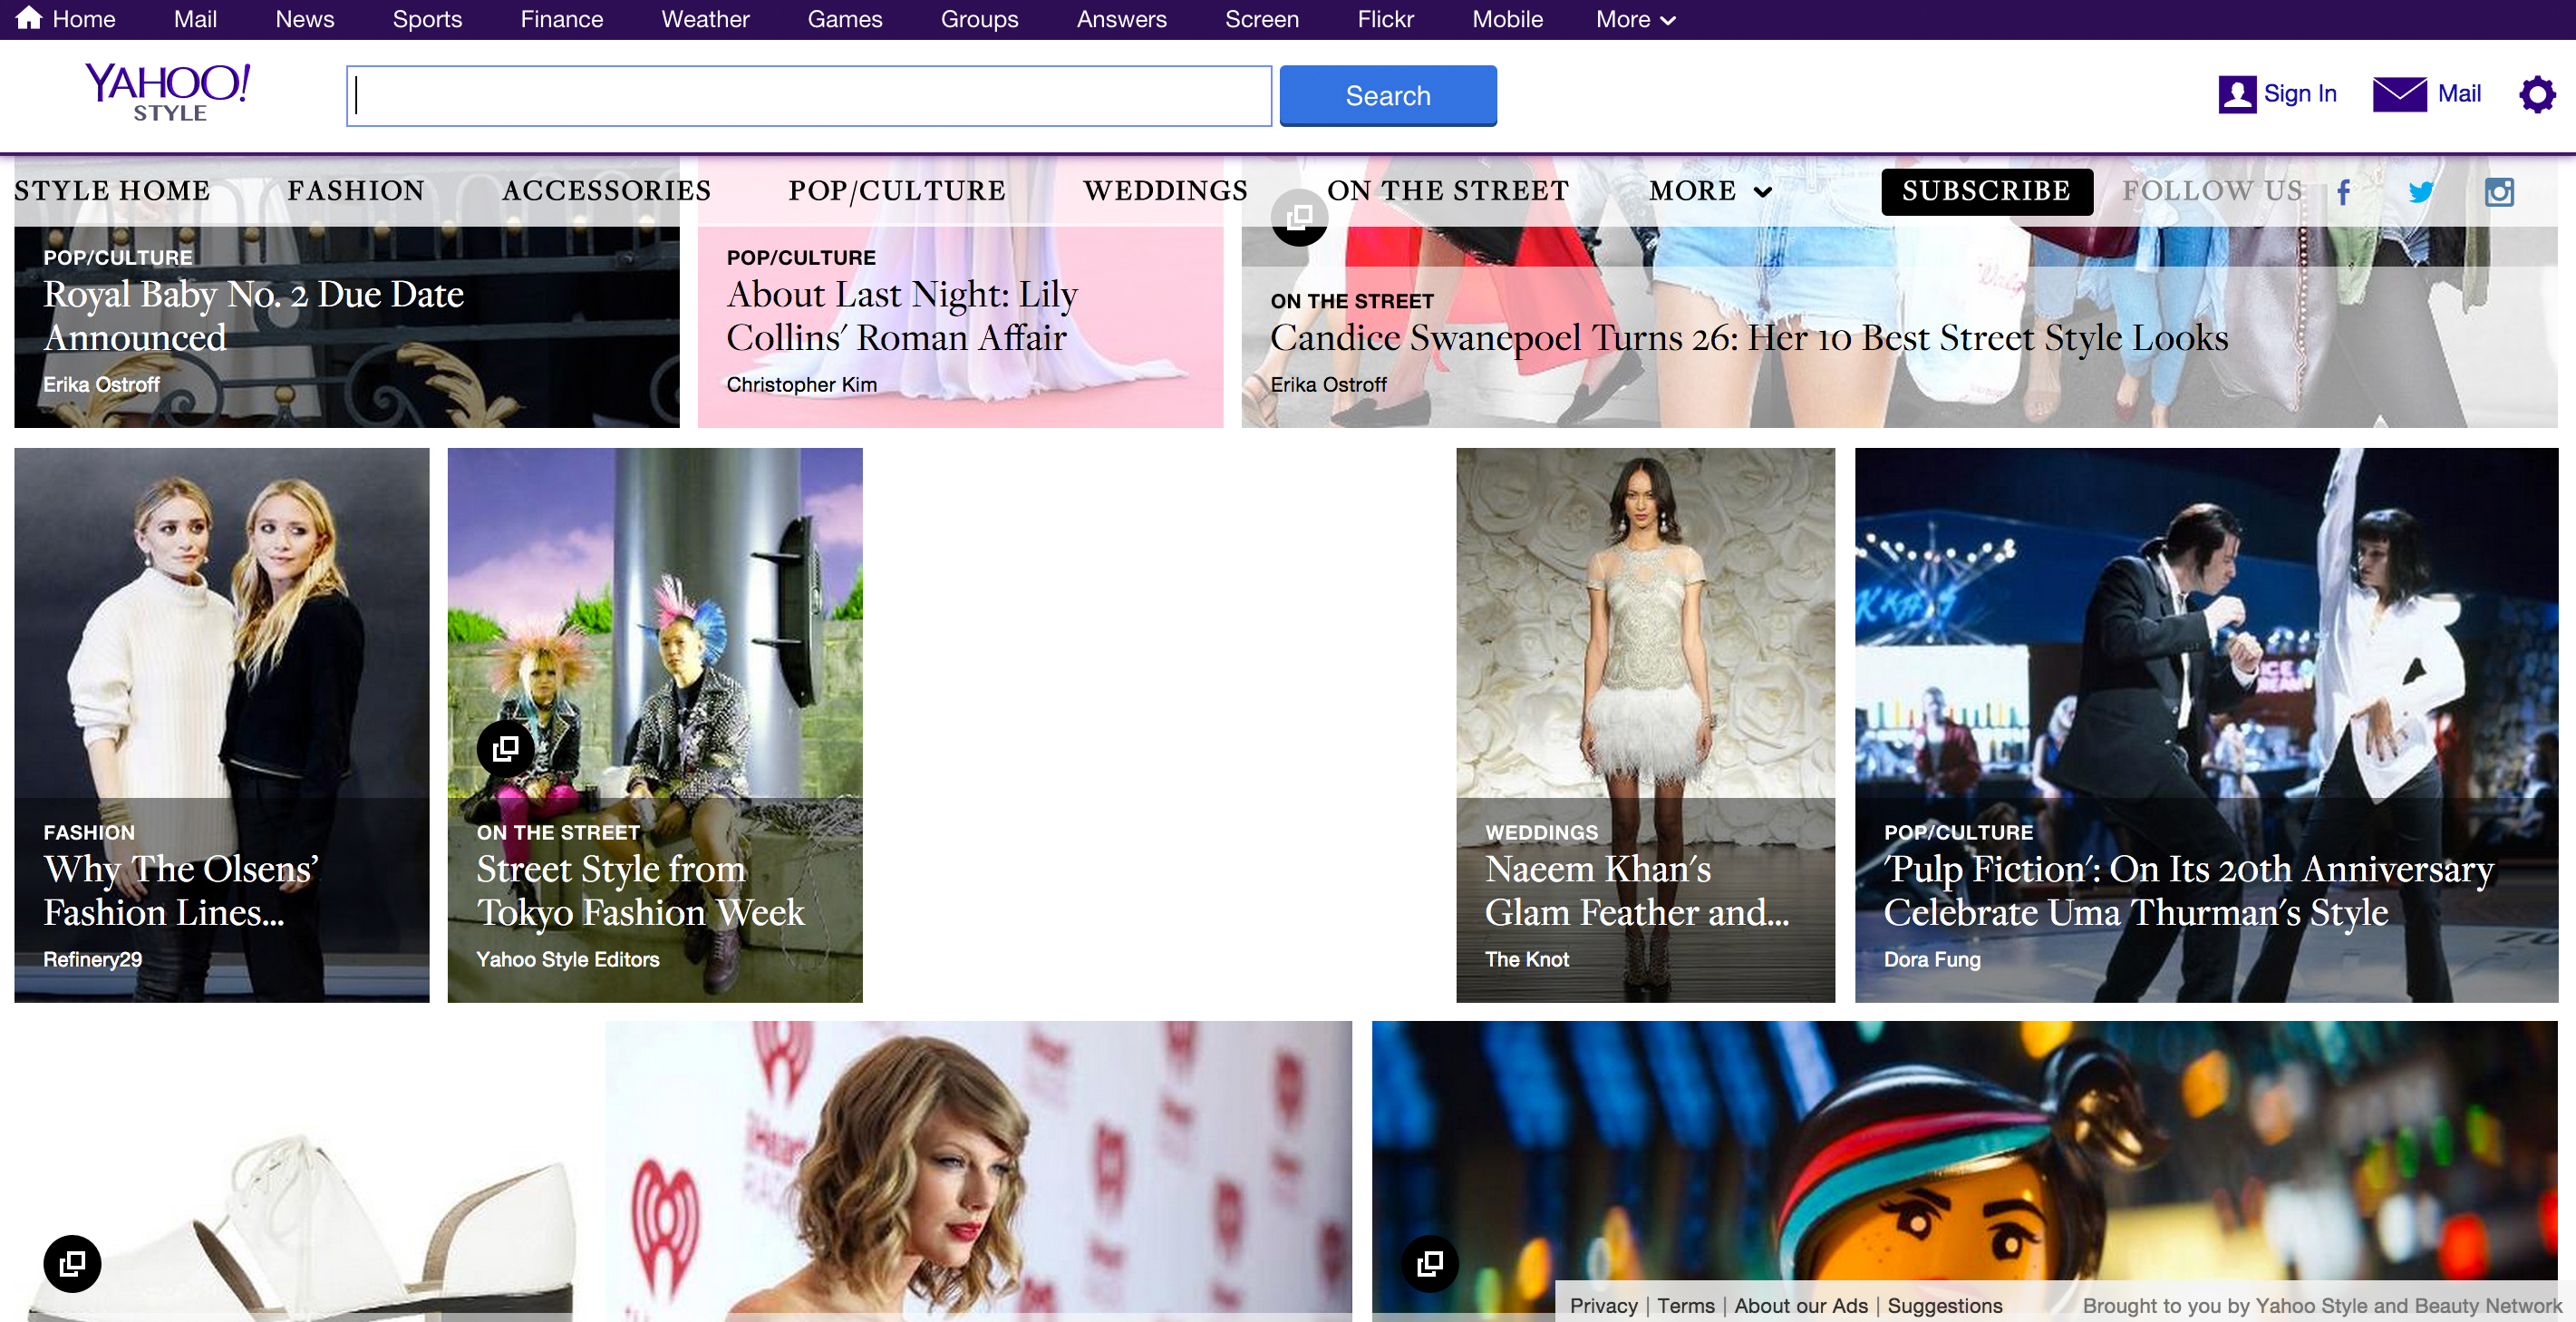 Home Mail News Sports Finance Weather Games Groups Answers Screen Flickr Mobile More
YAHOO!
STYLE
Search
Sign In
Mail
STYLE HOME FASHION ACCESSORIES POP/CULTURE WEDDINGS ON THE STREET MORE SUBSCRIBE FOLLOW US
POP/CULTURE
Royal Baby No. 2 Due Date
Announced
Erika Ostroff
POP/CULTURE
About Last Night: Lily
Collins' Roman Affair
Christopher Kim
ON THE STREET
Candice Swanepoel Turns 26: Her 10 Best Street Style Looks
Erika Ostroff
FASHION
Why The Olsens’
Fashion Lines...
Refinery29
ON THE STREET
Street Style from
Tokyo Fashion Week
Yahoo Style Editors
WEDDINGS
Naeem Khan's
Glam Feather and...
The Knot
POP/CULTURE
'Pulp Fiction': On Its 20th Anniversary
Celebrate Uma Thurman's Style
Dora Fung
Privacy | Terms | About our Ads | Suggestions
Brought to you by Yahoo Style and Beauty Network